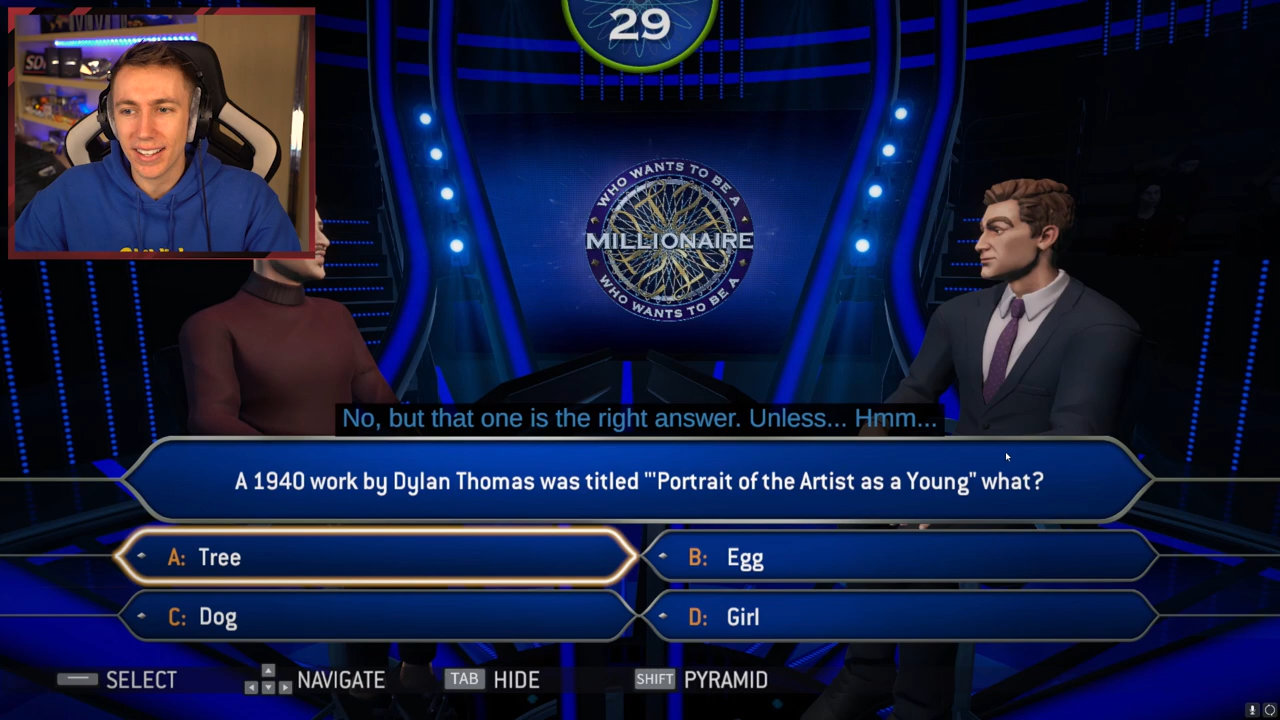 29
SD
WHO WANTS TO BE A
MILLIONAIRE
WHO WANTS TO BE A
No, but that one is the right answer. Unless... Hmm...
A 1940 work by Dylan Thomas was titled "'Portrait of the Artist as a Young" what?
A: Tree
B: Egg
C: Dog
D: Girl
SELECT
NAVIGATE
TAB HIDE
SHIFT PYRAMID